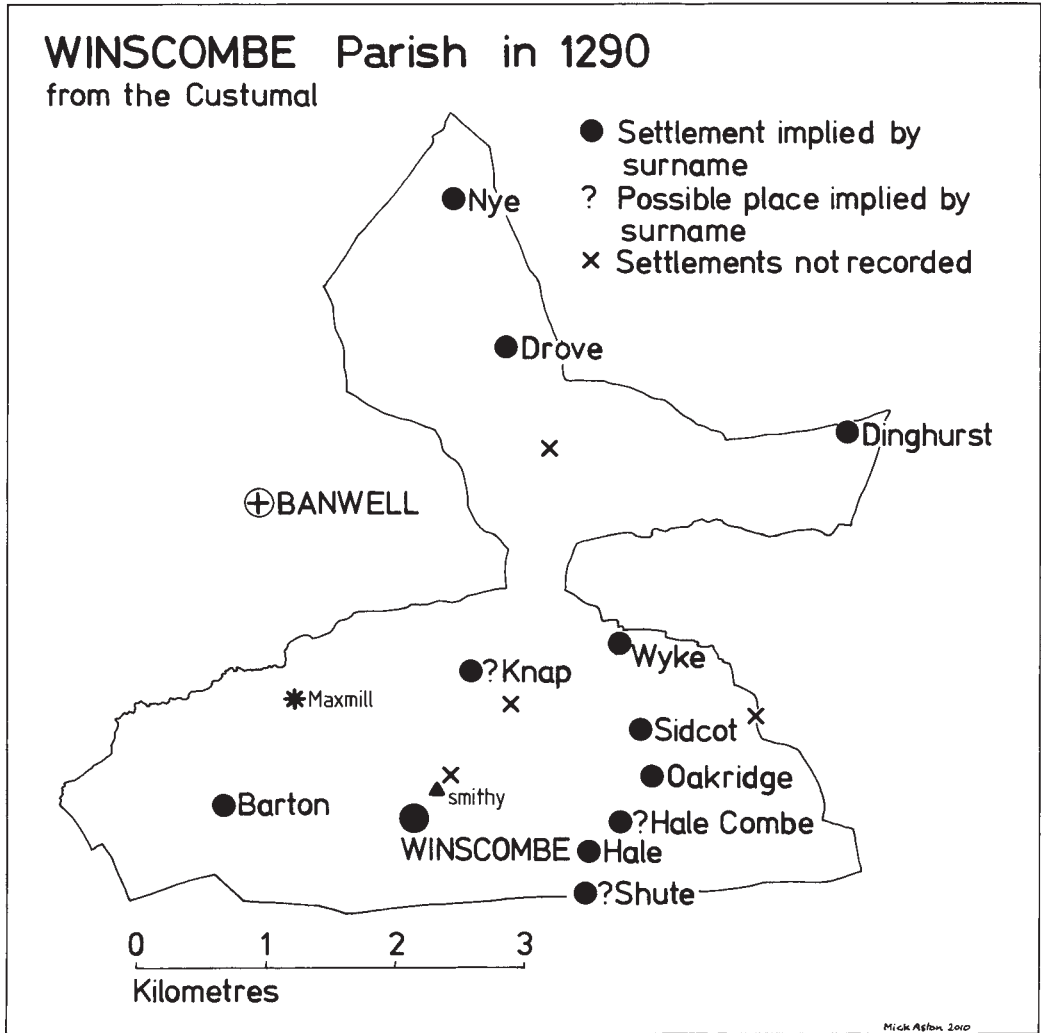 WINSCOMBE Parish in 1290
from the Custumal
● Settlement implied by
surname
? Possible place implied by
surname
× Settlements not recorded
Nye
Drove
Dinghurst
BANWELL
Wyke
?Knap
Maxmill
Sidcot
Oakridge
Barton
smithy
?Hale Combe
WINSCOMBE
Hale
?Shute
0 1 2 3
Kilometres
Mick Aston 2010